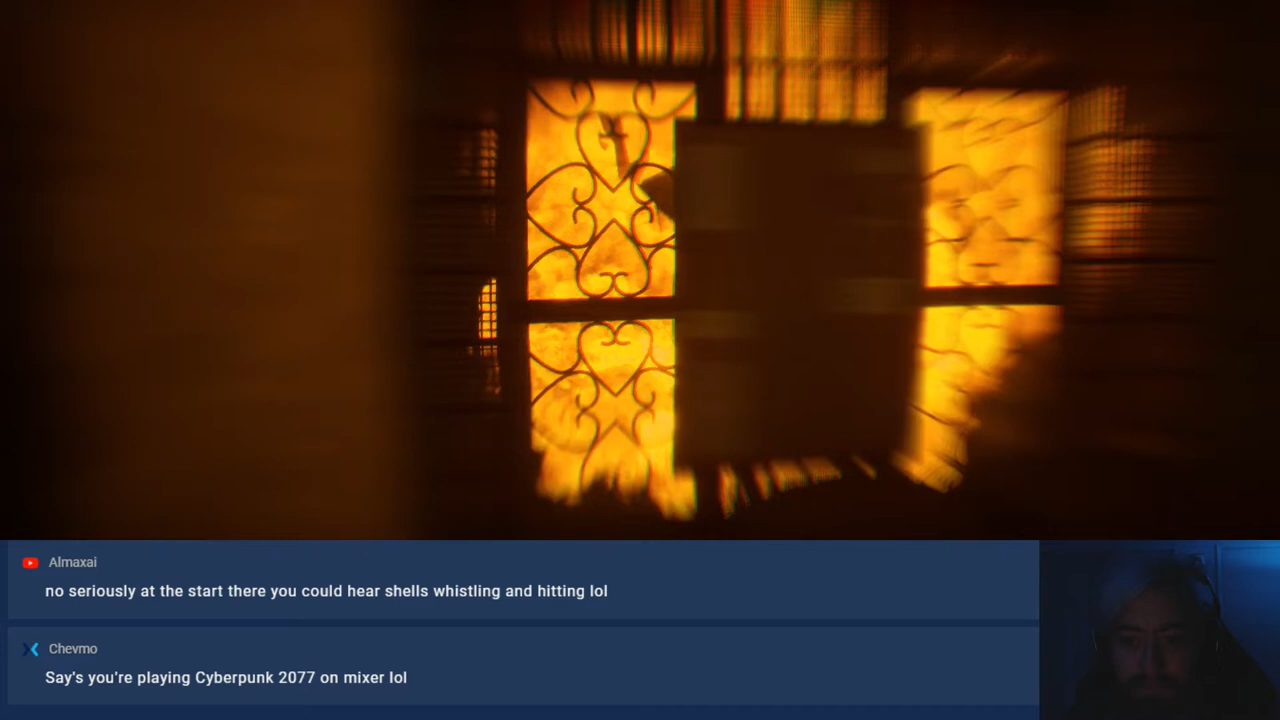 Almaxai
no seriously at the start there you could hear shells whistling and hitting lol
Chevmo
Say's you're playing Cyberpunk 2077 on mixer lol